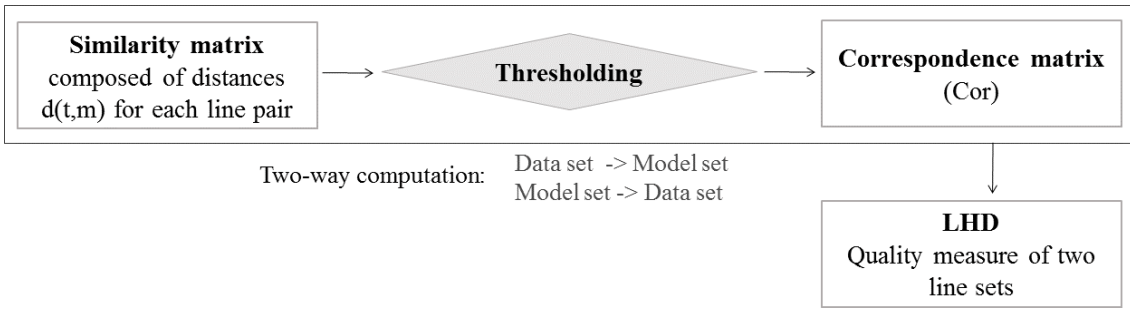 Similarity matrix
composed of distances
d(t,m) for each line pair
Thresholding
Correspondence matrix
(Cor)
Two-way computation:
Data set -> Model set
Model set -> Data set
LHD
Quality measure of two
line sets